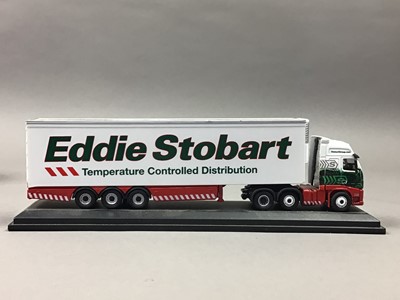 Eddie Stobart
Temperature Controlled Distribution